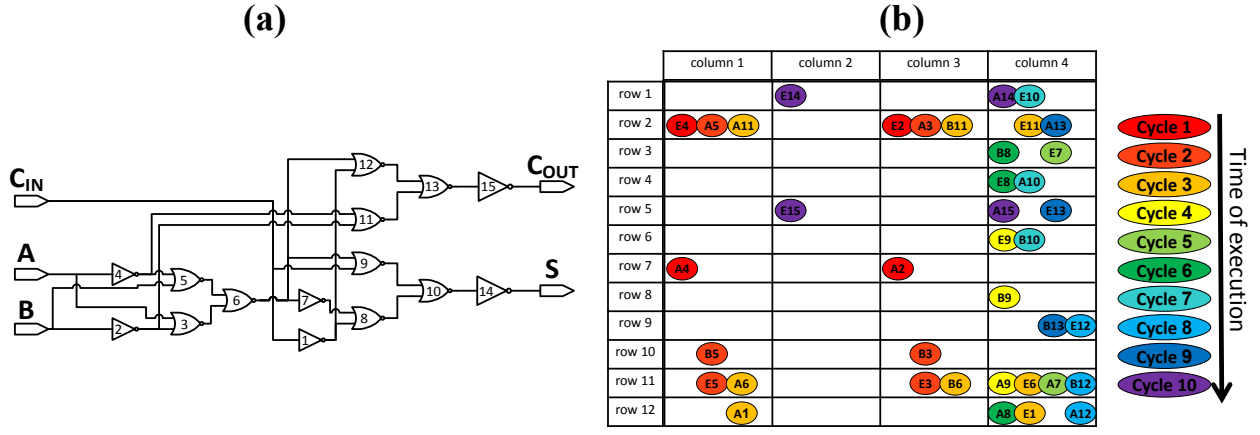 (a)
(b)
C_IN
A
B
C_OUT
S
12
13
15
11
4
5
9
6
10
14
7
3
8
2
1
column 1 column 2 column 3 column 4
row 1 E14 A14 E10
row 2 E4 A5 A11 E2 A3 B11 E11 A13
row 3 B8 E7
row 4 E8 A10
row 5 E15 A15 E13
row 6 E9 B10
row 7 A4 A2
row 8 B9
row 9 B13 E12
row 10 B5 B3
row 11 E5 A6 E3 B6 A9 E6 A7 B12
row 12 A1 A8 E1 A12
Cycle 1
Cycle 2
Cycle 3
Cycle 4
Cycle 5
Cycle 6
Cycle 7
Cycle 8
Cycle 9
Cycle 10
Time of execution